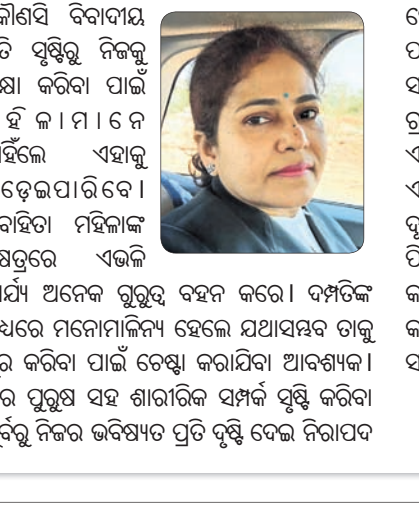 କୌଣସି ବିବାଦୀୟ
ତି ସୃଷ୍ଟିରୁ ନିଜକୁ
କ୍ଷା କରିବା ପାଇଁ
ହି ଳା ମା ନେ
ହିଁଲେ ଏହାକୁ
ଡ଼େଇପାରିବେ।
ବାହିତା ମହିଳାଙ୍କ
କ୍ଷତ୍ରରେ ଏଭଳି
ର୍ଯ୍ୟ ଅନେକ ଗୁରୁତ୍ୱ ବହନ କରେ। ଦମ୍ପତିଙ୍କ
ଧ୍ୟରେ ମନୋମାଳିନ୍ୟ ହେଲେ ଯଥାସମ୍ଭବ ତାକୁ
ର କରିବା ପାଇଁ ଚେଷ୍ଟା କରାଯିବା ଆବଶ୍ୟକ।
ର ପୁରୁଷ ସହ ଶାରୀରିକ ସମ୍ପର୍କ ସୃଷ୍ଟି କରିବା
ର୍ବରୁ ନିଜର ଭବିଷ୍ୟତ ପ୍ରତି ଦୃଷ୍ଟି ଦେଇ ନିରାପଦ